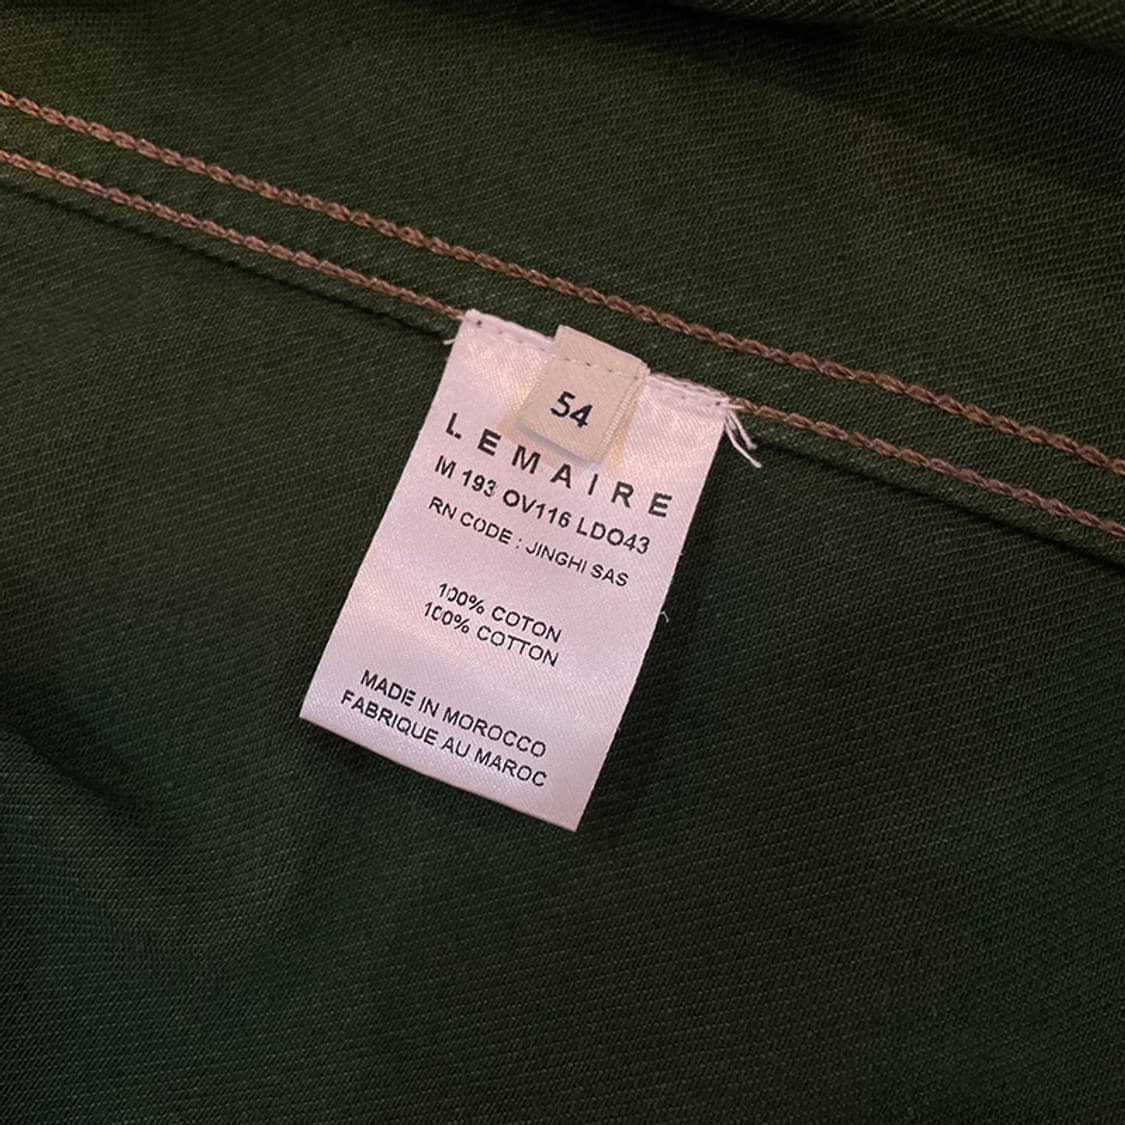 54
LEMAIRE
M 193 OV116 LDO43
RN CODE : JINGHI SAS
100% COTON
100% COTTON
MADE IN MOROCCO
FABRIQUE AU MAROC